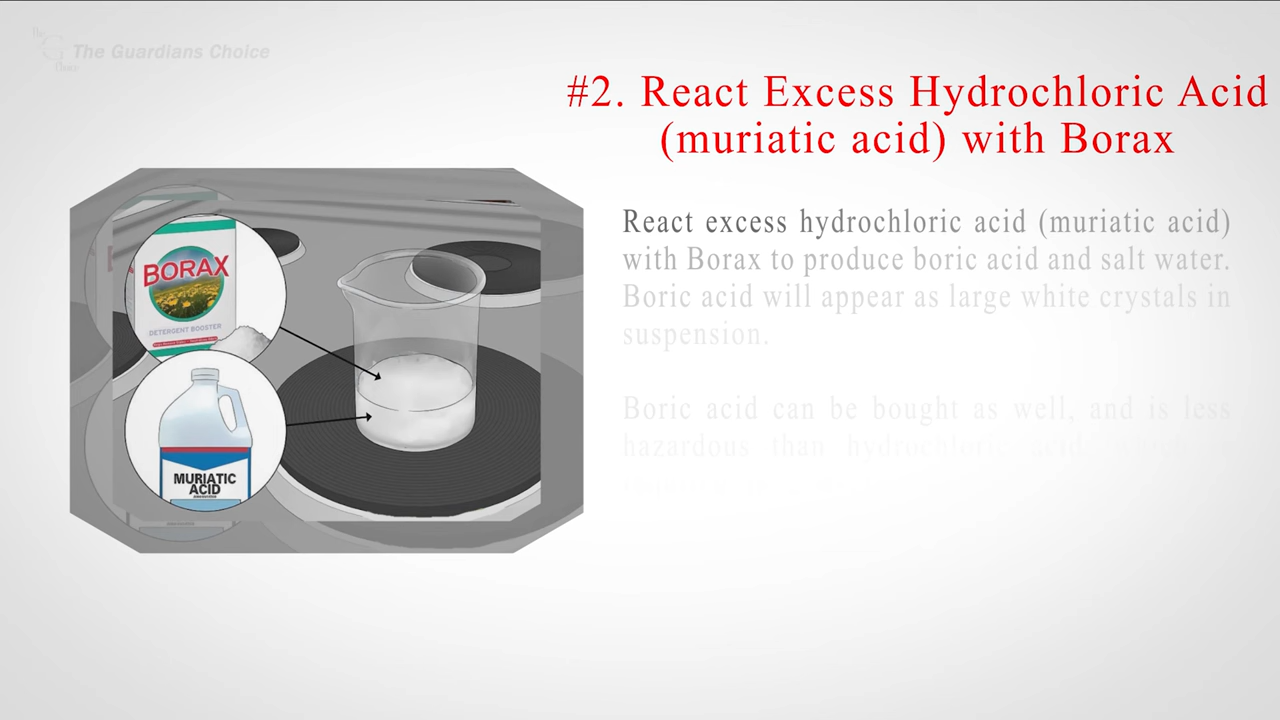 The Guardians Choice
#2. React Excess Hydrochloric Acid
(muriatic acid) with Borax
React excess hydrochloric acid (muriatic acid)
with Borax to produce boric acid and salt water.
Boric acid will appear as large white crystals in
suspension.
Boric acid can be bought as well, and is less
hazardous than hydrochloric acid
BORAX
DETERGENT BOOSTER
MURIATIC
ACID